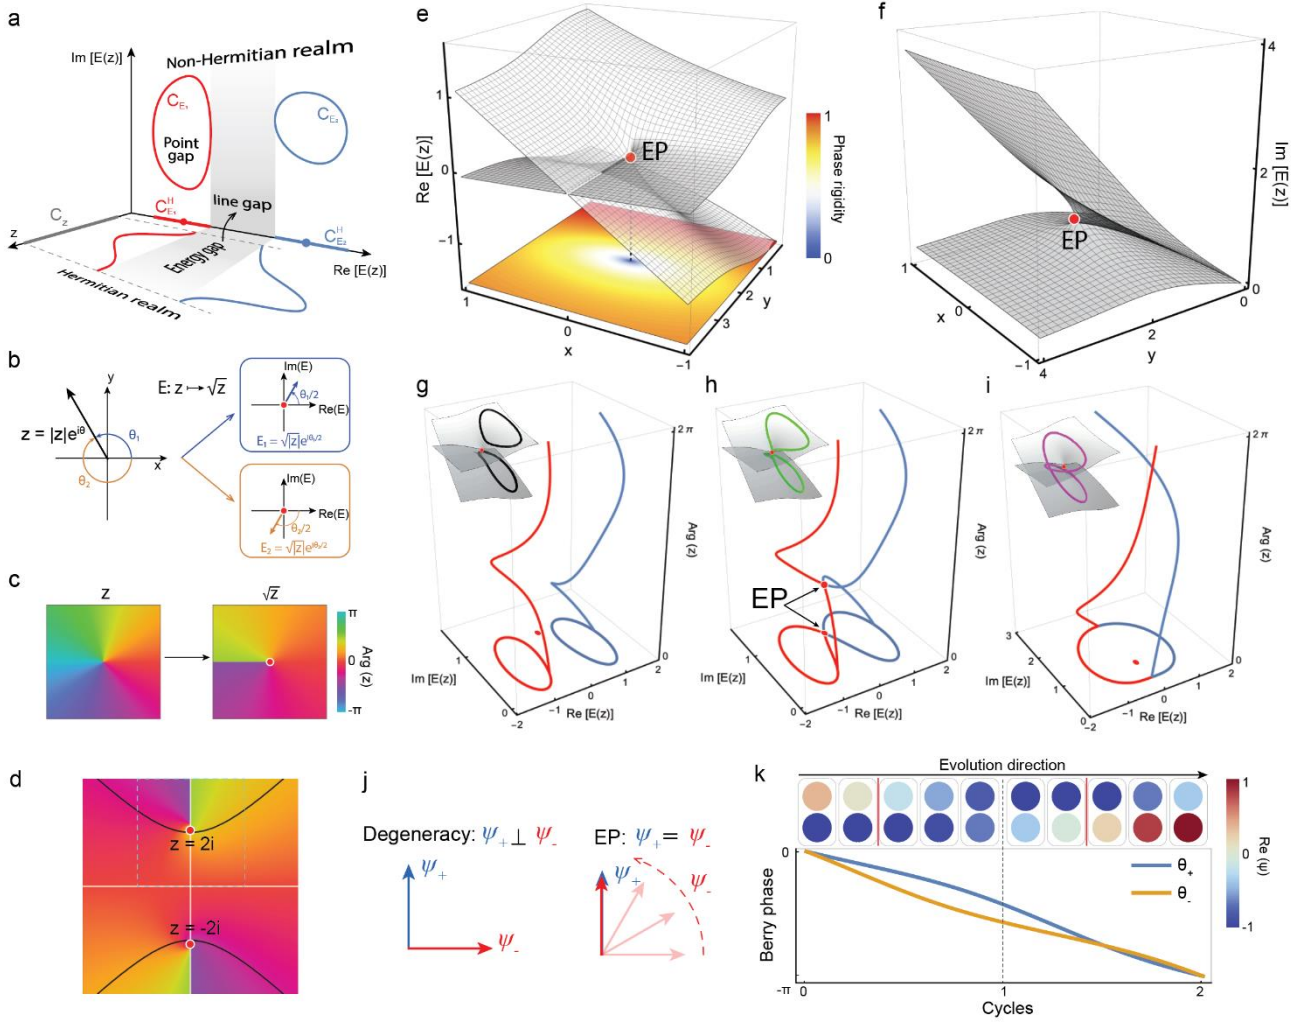 a
Im [E(z)]
Non-Hermitian realm
C_E₁
Point
gap
C_E₂
line gap
C_z
z
C^H_E₁
C^H_E₂
Energy gap
Re [E(z)]
Hermitian realm
b
y
E: z ↦ √z
z = |z|e^iθ
θ₁
x
θ₂
Im(E)
θ₁/2
Re(E)
E₁ = √|z| e^iθ₁/2
Im(E)
Re(E)
θ₂/2
E₂ = √|z| e^iθ₂/2
c
z
√z
π
0
-π
Arg (z)
d
z = 2i
z = -2i
e
Re [E(z)]
1
0
−1
EP
1
0
Phase rigidity
1
0
-1
x
3
2
1
y
f
4
2
0
Im [E(z)]
EP
1
0
-1
x
4
2
0
y
g
2π
0
Arg (z)
1
0
Im [E(z)]
−2
−1
0
1
2
Re [E(z)]
h
2π
0
Arg (z)
EP
1
0
Im [E(z)]
−2
−1
0
1
2
Re [E(z)]
i
2π
0
Arg (z)
3
2
1
0
Im [E(z)]
−2
−1
0
1
2
Re [E(z)]
j
Degeneracy: ψ₊ ⊥ ψ₋
ψ₊
ψ₋
EP: ψ₊ = ψ₋
ψ₊
ψ₋
k
Evolution direction
1
0
-1
Re (ψ)
0
-π
Berry phase
θ₊
θ₋
0
1
2
Cycles